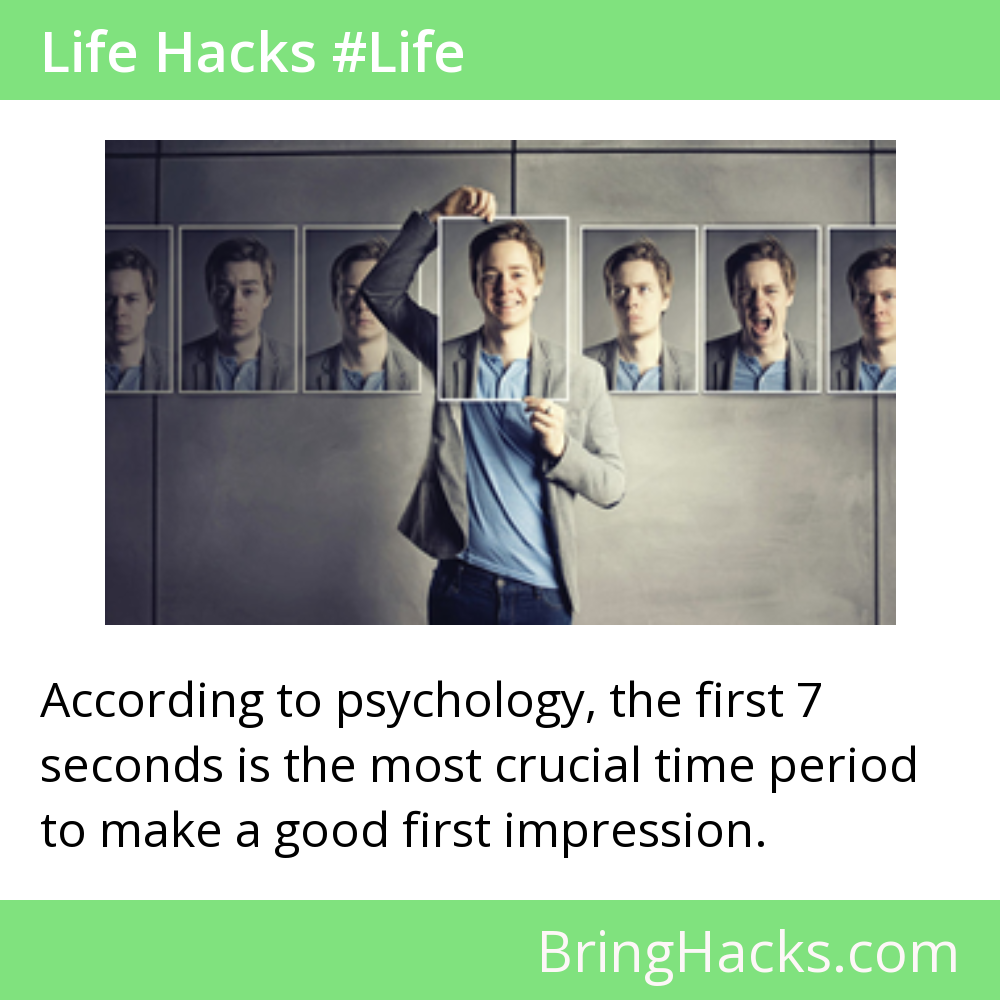 Life Hacks #Life
According to psychology, the first 7
seconds is the most crucial time period
to make a good first impression.
BringHacks.com